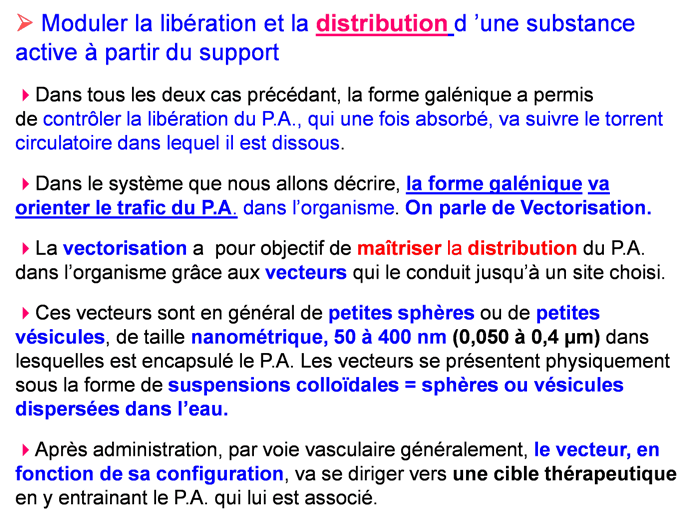 ➢ Moduler la libération et la distribution d ’une substance
active à partir du support
Dans tous les deux cas précédant, la forme galénique a permis
de contrôler la libération du P.A., qui une fois absorbé, va suivre le torrent
circulatoire dans lequel il est dissous.
Dans le système que nous allons décrire, la forme galénique va
orienter le trafic du P.A. dans l’organisme. On parle de Vectorisation.
La vectorisation a pour objectif de maîtriser la distribution du P.A.
dans l’organisme grâce aux vecteurs qui le conduit jusqu’à un site choisi.
Ces vecteurs sont en général de petites sphères ou de petites
vésicules, de taille nanométrique, 50 à 400 nm (0,050 à 0,4 µm) dans
lesquelles est encapsulé le P.A. Les vecteurs se présentent physiquement
sous la forme de suspensions colloïdales = sphères ou vésicules
dispersées dans l’eau.
Après administration, par voie vasculaire généralement, le vecteur, en
fonction de sa configuration, va se diriger vers une cible thérapeutique
en y entrainant le P.A. qui lui est associé.